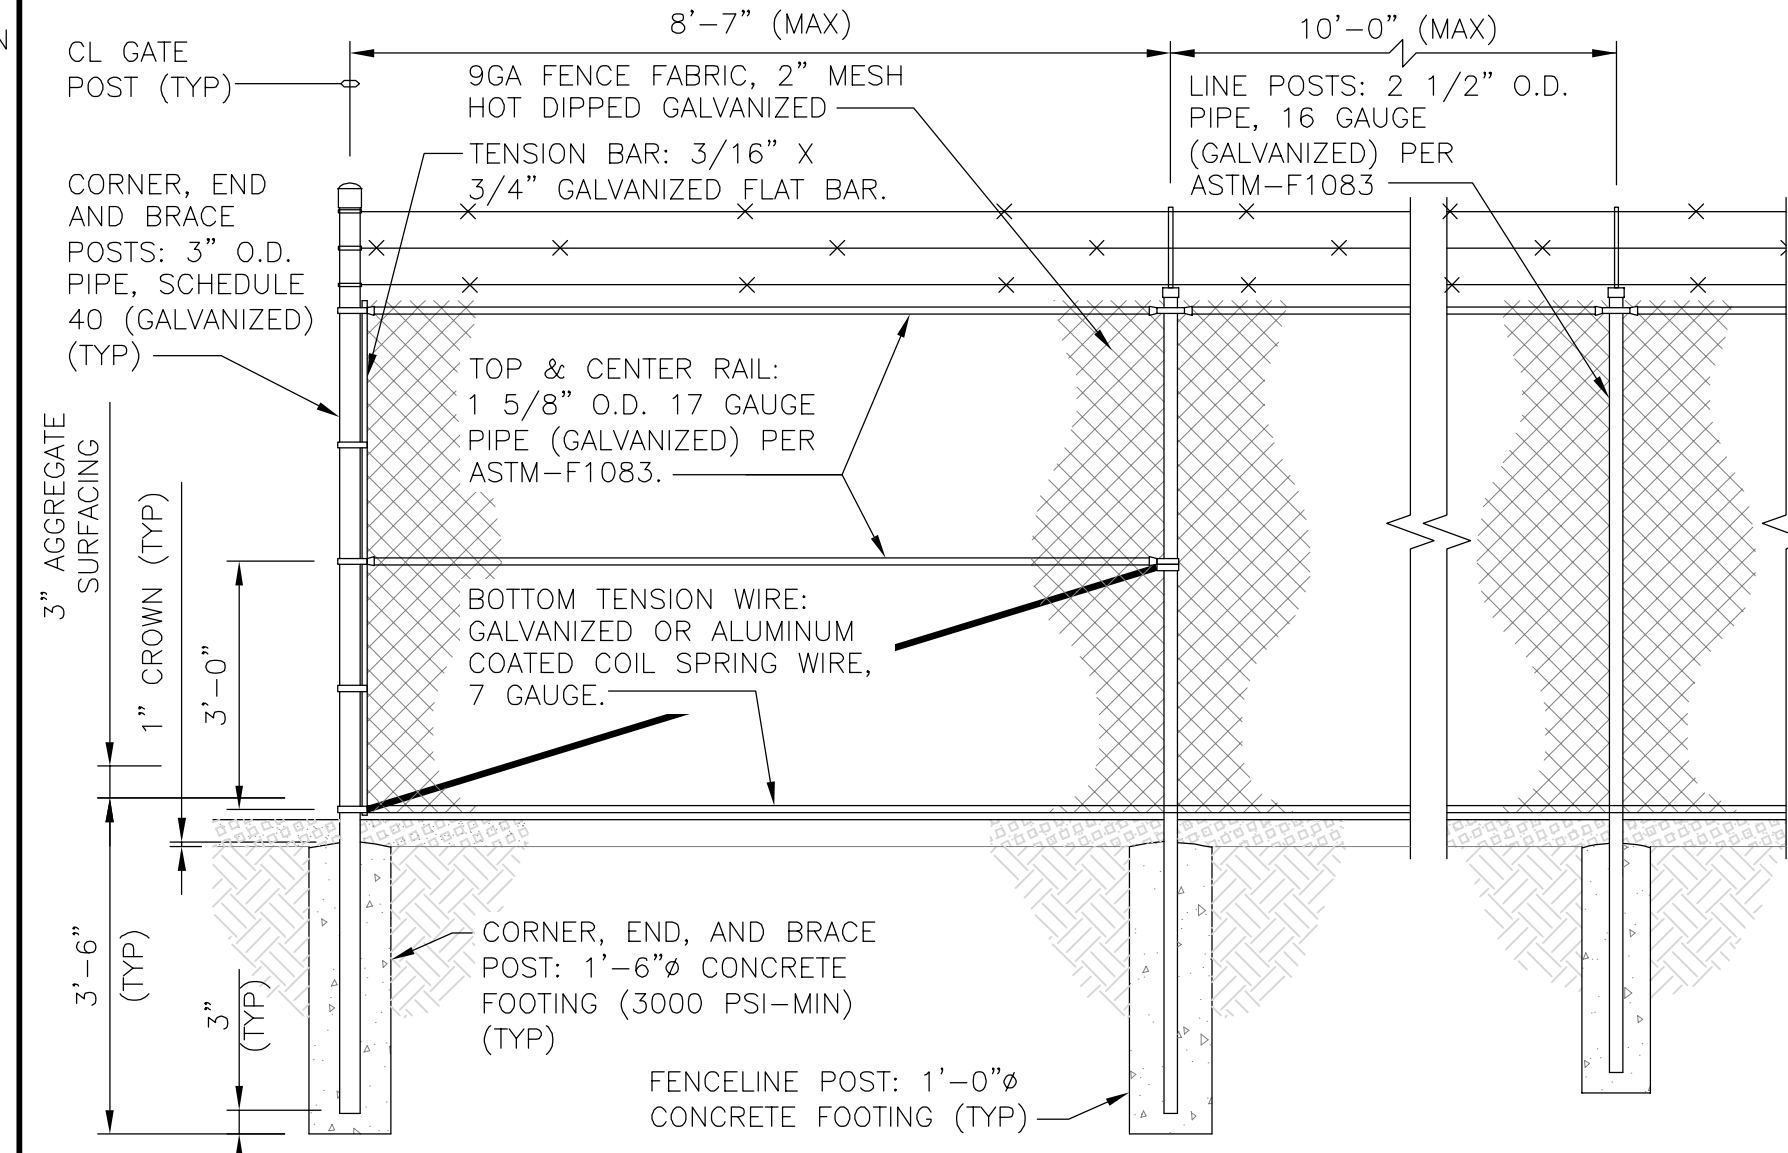 N
8'-7" (MAX)
10'-0" (MAX)
CL GATE
POST (TYP)
9GA FENCE FABRIC, 2" MESH
HOT DIPPED GALVANIZED
LINE POSTS: 2 1/2" O.D.
PIPE, 16 GAUGE
(GALVANIZED) PER
ASTM-F1083
TENSION BAR: 3/16" X
3/4" GALVANIZED FLAT BAR.
CORNER, END
AND BRACE
POSTS: 3" O.D.
PIPE, SCHEDULE
40 (GALVANIZED)
(TYP)
TOP & CENTER RAIL:
1 5/8" O.D. 17 GAUGE
PIPE (GALVANIZED) PER
ASTM-F1083.
3" AGGREGATE
SURFACING
1" CROWN (TYP)
3'-0"
BOTTOM TENSION WIRE:
GALVANIZED OR ALUMINUM
COATED COIL SPRING WIRE,
7 GAUGE.
3'-6"
(TYP)
3"
(TYP)
CORNER, END, AND BRACE
POST: 1'-6"ø CONCRETE
FOOTING (3000 PSI-MIN)
(TYP)
FENCELINE POST: 1'-0"ø
CONCRETE FOOTING (TYP)